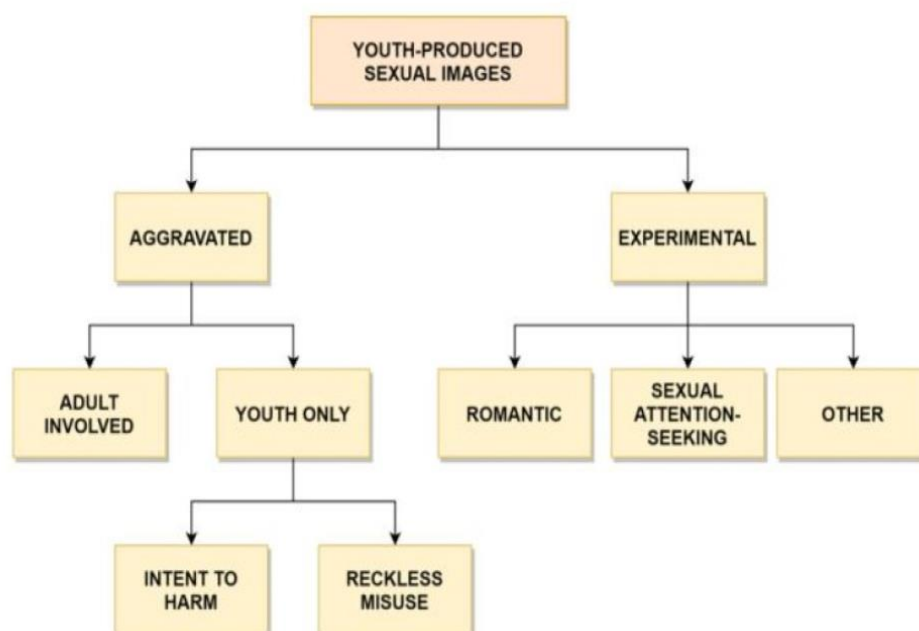 YOUTH-PRODUCED
SEXUAL IMAGES
AGGRAVATED
EXPERIMENTAL
ADULT
INVOLVED
YOUTH ONLY
ROMANTIC
SEXUAL
ATTENTION-
SEEKING
OTHER
INTENT TO
HARM
RECKLESS
MISUSE